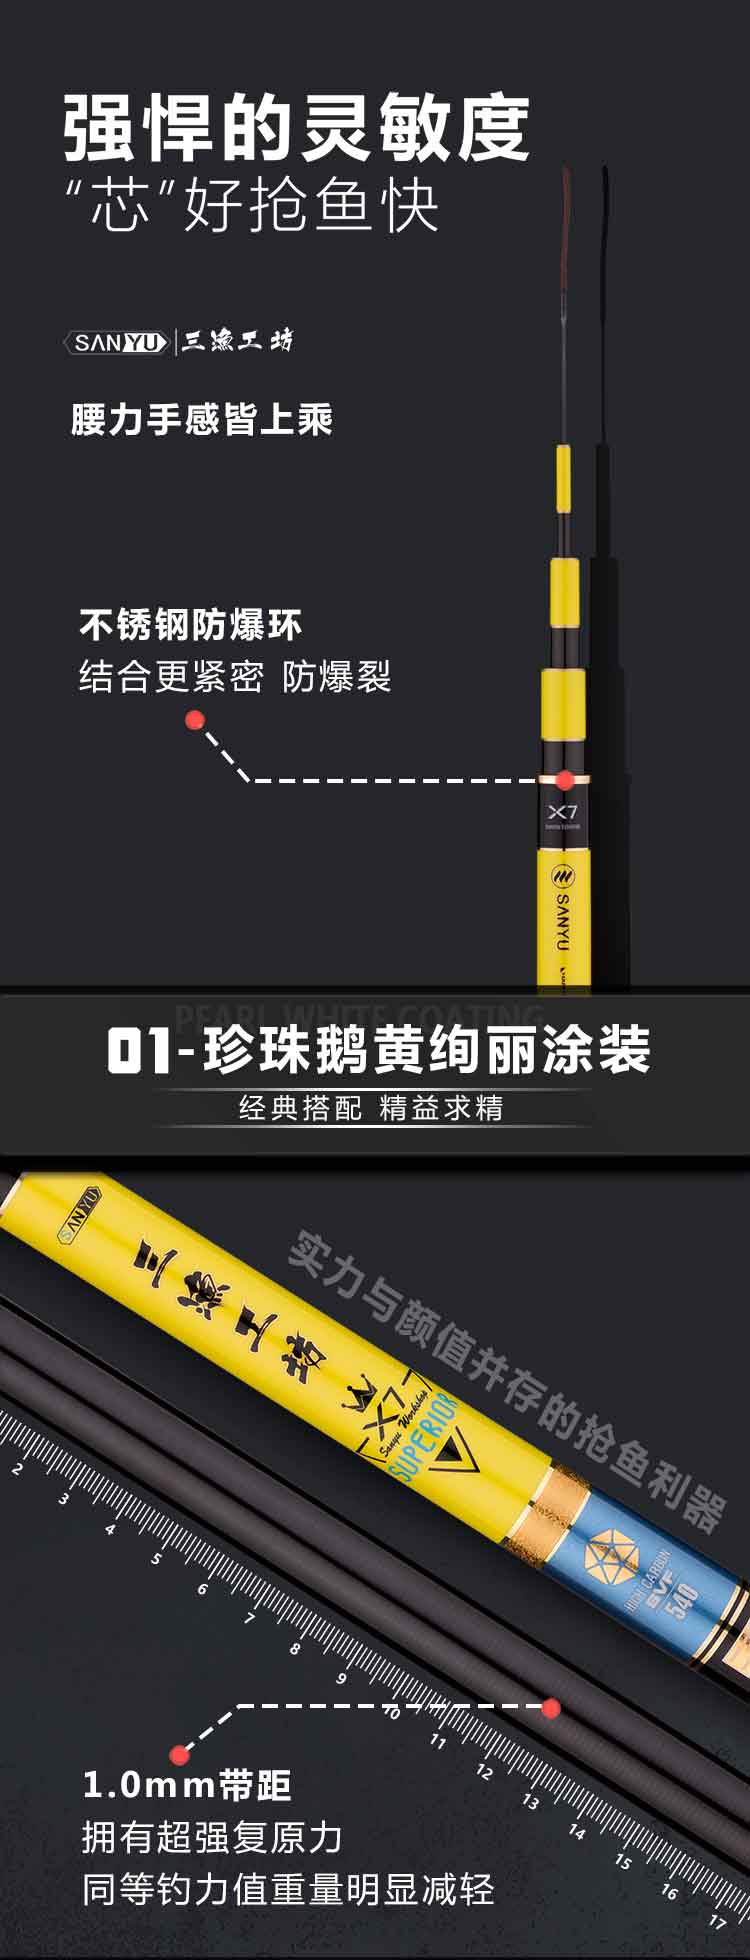 强悍的灵敏度
“芯”好抢鱼快
SANYU 三渔工坊
腰力手感皆上乘
不锈钢防爆环
结合更紧密 防爆裂
X7
SANYU
PEARL WHITE COATING
01-珍珠鹅黄绚丽涂装
经典搭配 精益求精
SANYU
三渔工坊
X7
Sanyu Workshop
SUPERIOR
实力与颜值并存的抢鱼利器
HIGH CARBON
SVF
540
2 3 4 5 6 7 8 9 10 11 12 13 14 15 16 17
1.0mm带距
拥有超强复原力
同等钓力值重量明显减轻